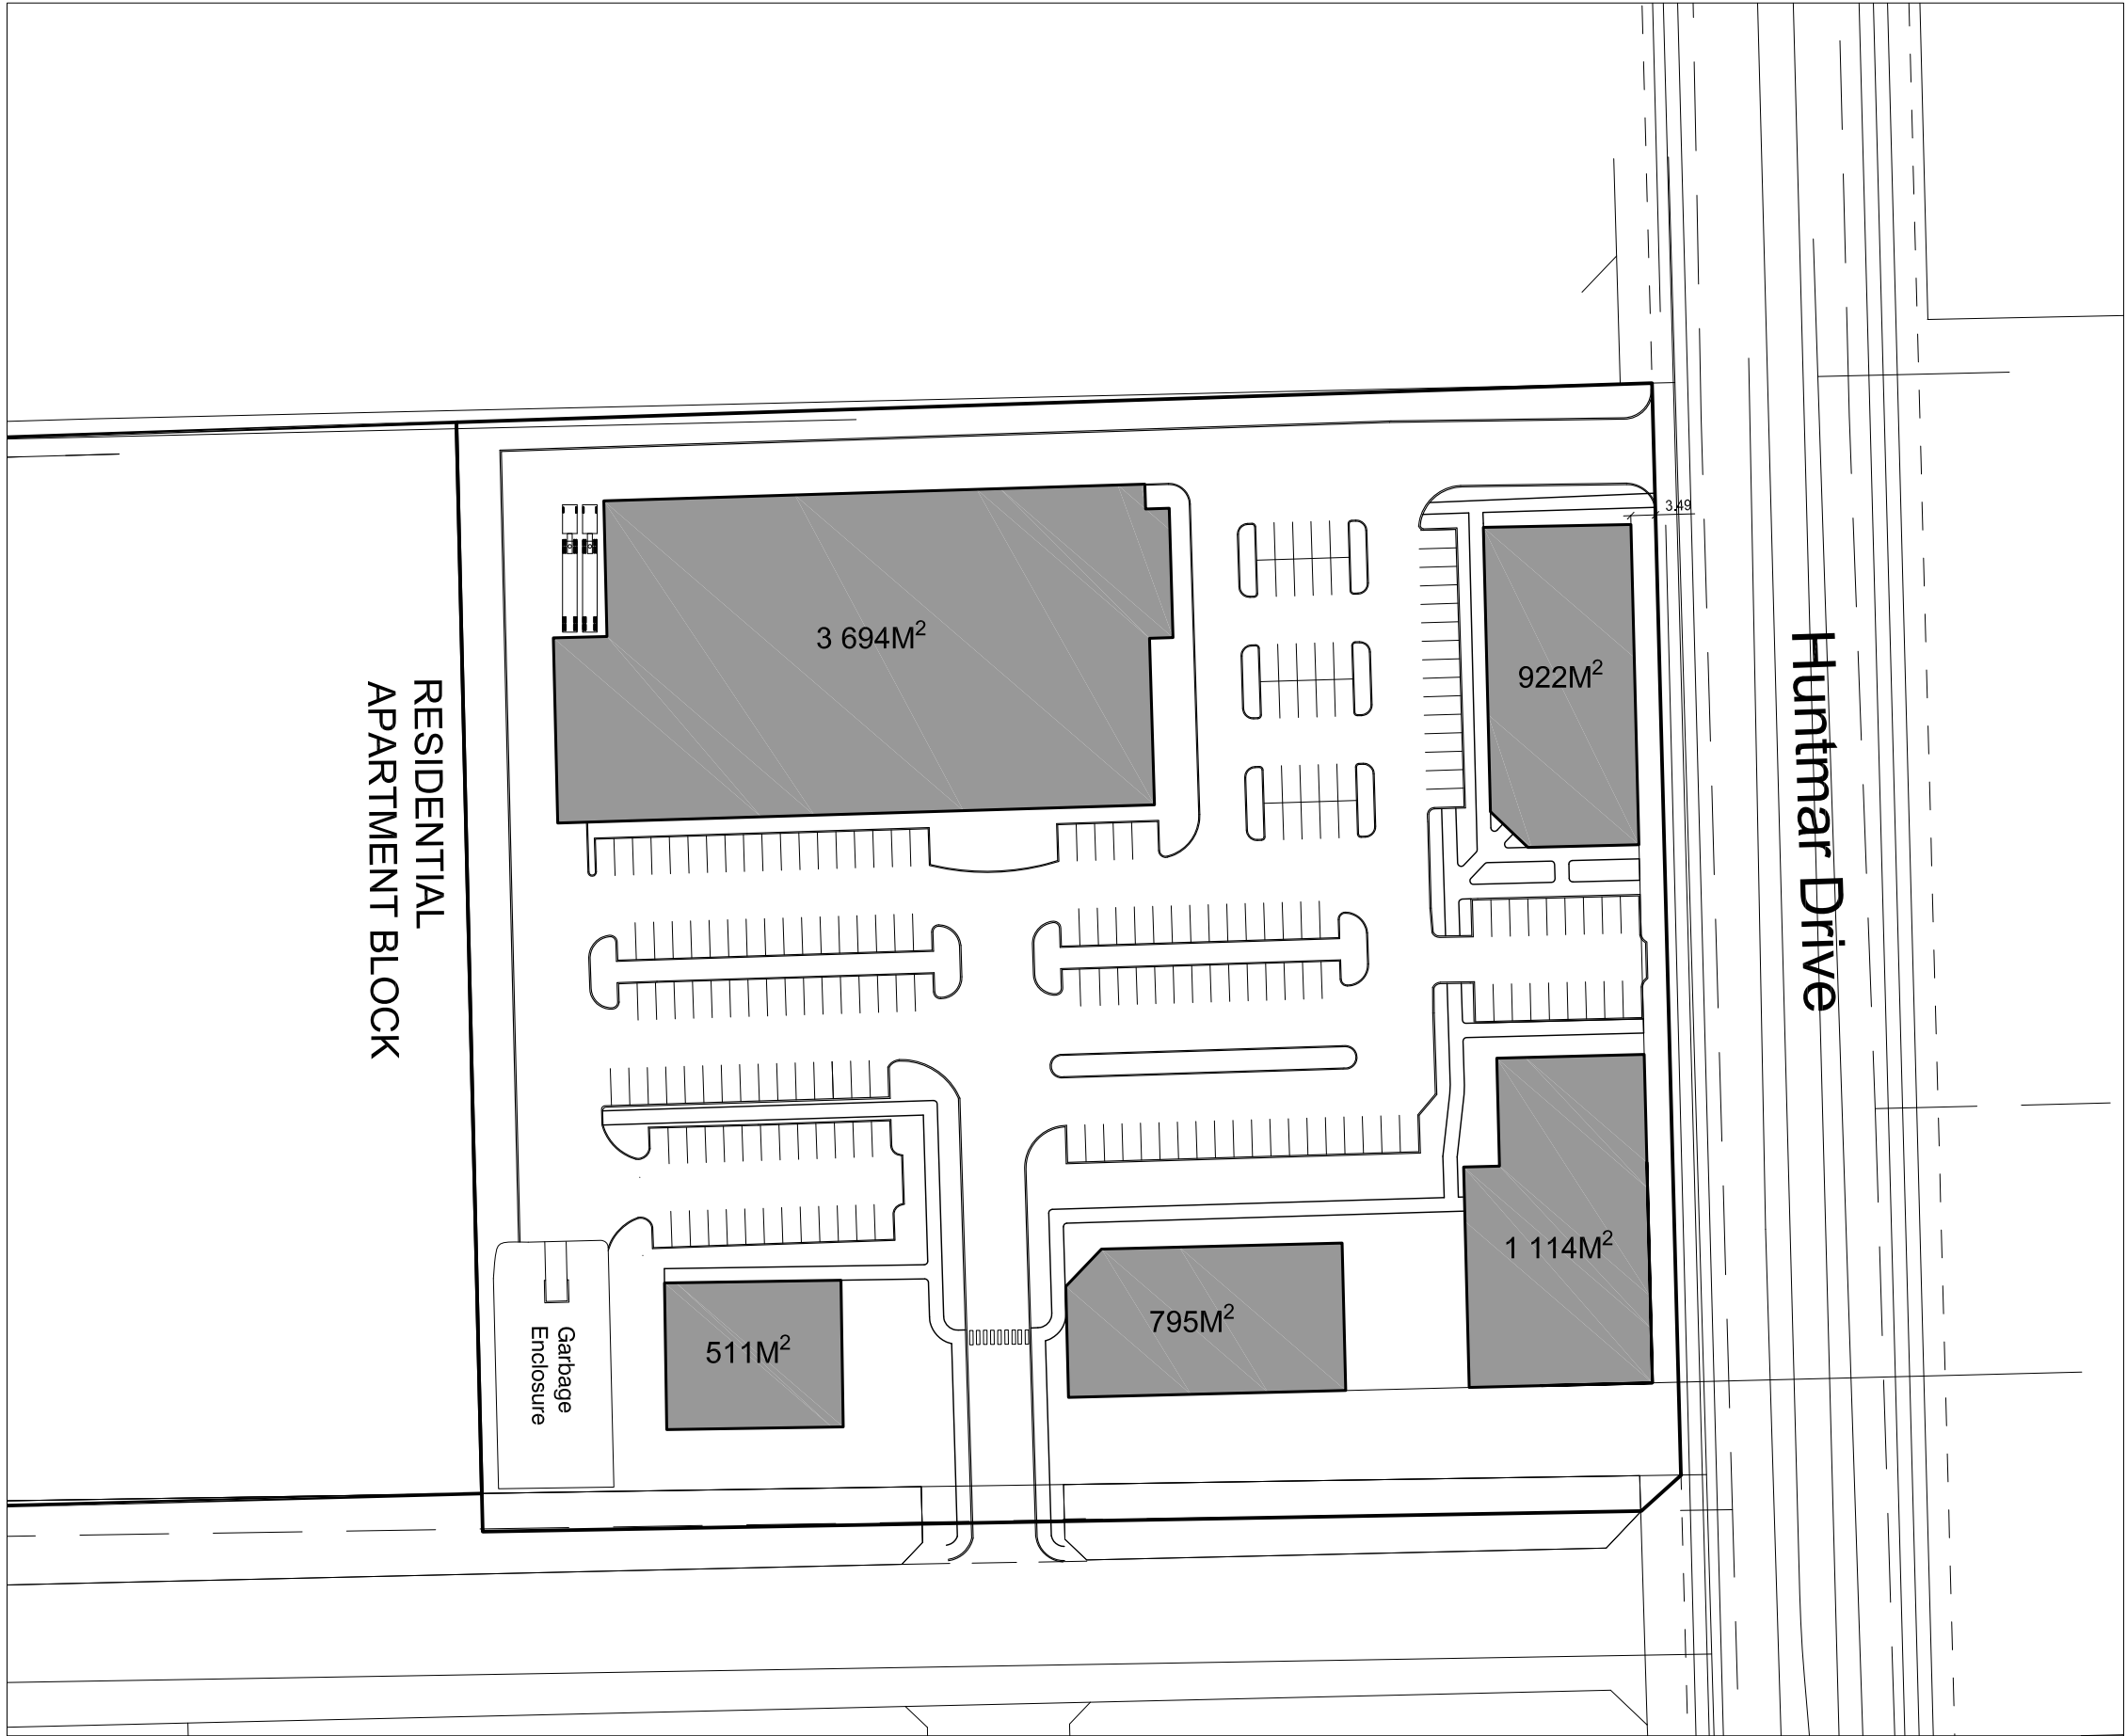 3.49
3 694M²
922M²
Huntmar Drive
RESIDENTIAL
APARTMENT BLOCK
1 114M²
795M²
511M²
Garbage
Enclosure